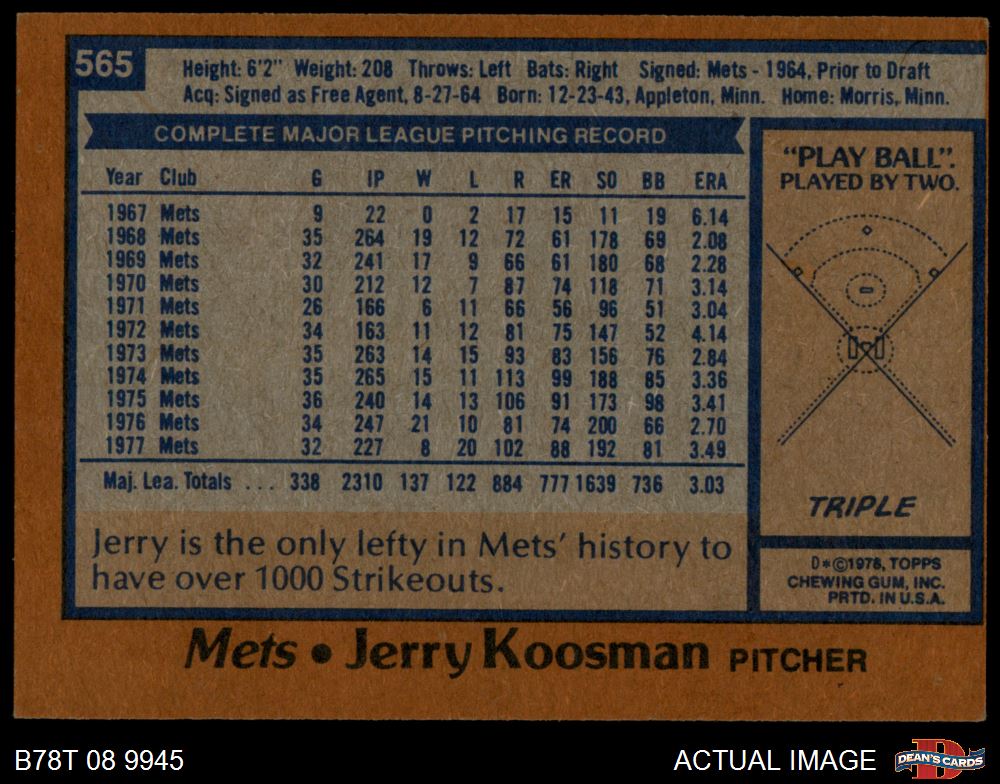 565
Height: 6'2" Weight: 208 Throws: Left Bats: Right Signed: Mets - 1964, Prior to Draft
Acq: Signed as Free Agent, 8-27-64 Born: 12-23-43, Appleton, Minn. Home: Morris, Minn.
COMPLETE MAJOR LEAGUE PITCHING RECORD
Year Club G IP W L R ER SO BB ERA
1967 Mets 9 22 0 2 17 15 11 19 6.14
1968 Mets 35 264 19 12 72 61 178 69 2.08
1969 Mets 32 241 17 9 66 61 180 68 2.28
1970 Mets 30 212 12 7 87 74 118 71 3.14
1971 Mets 26 166 6 11 66 56 96 51 3.04
1972 Mets 34 163 11 12 81 75 147 52 4.14
1973 Mets 35 263 14 15 93 83 156 76 2.84
1974 Mets 35 265 15 11 113 99 188 85 3.36
1975 Mets 36 240 14 13 106 91 173 98 3.41
1976 Mets 34 247 21 10 81 74 200 66 2.70
1977 Mets 32 227 8 20 102 88 192 81 3.49
Maj. Lea. Totals ... 338 2310 137 122 884 777 1639 736 3.03
Jerry is the only lefty in Mets' history to
have over 1000 Strikeouts.
"PLAY BALL".
PLAYED BY TWO.
TRIPLE
D*©1978, TOPPS
CHEWING GUM, INC.
PRTD. IN U.S.A.
Mets • Jerry Koosman PITCHER
B78T 08 9945
ACTUAL IMAGE
D
DEAN'S CARDS